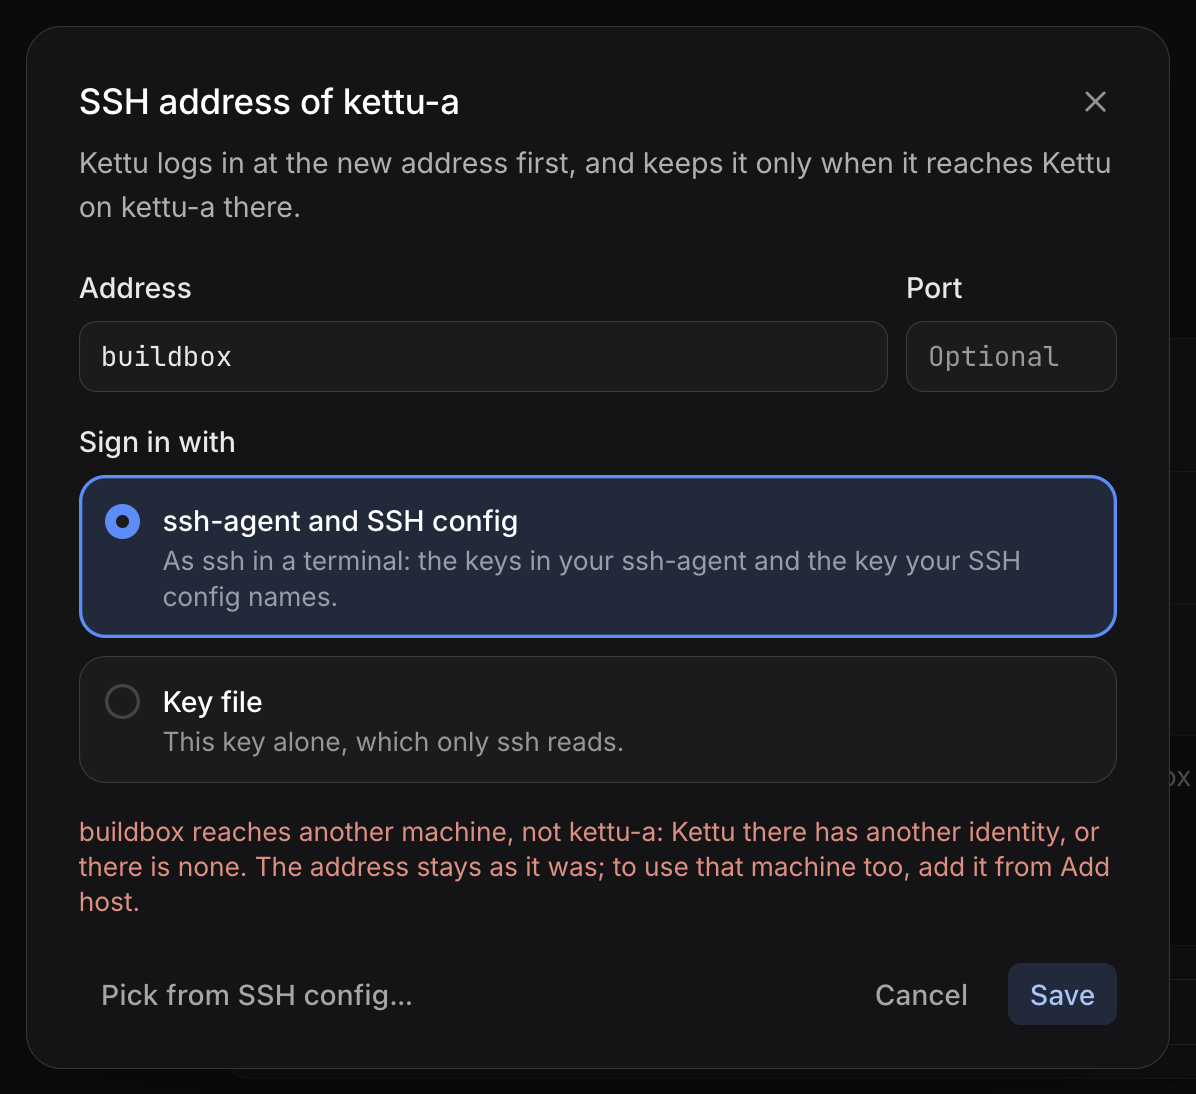 SSH address of kettu-a
Kettu logs in at the new address first, and keeps it only when it reaches Kettu
on kettu-a there.
Address
Port
buildbox
Optional
Sign in with
ssh-agent and SSH config
As ssh in a terminal: the keys in your ssh-agent and the key your SSH
config names.
Key file
This key alone, which only ssh reads.
buildbox reaches another machine, not kettu-a: Kettu there has another identity, or
there is none. The address stays as it was; to use that machine too, add it from Add
host.
Pick from SSH config...
Cancel
Save